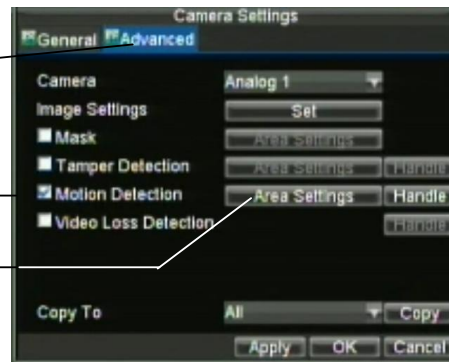 Camera Settings
General Advanced
Camera Analog 1
Image Settings Set
Mask Area Settings
Tamper Detection Area Settings Handle
Motion Detection Area Settings Handle
Video Loss Detection Handle
Copy To All Copy
Apply OK Cancel